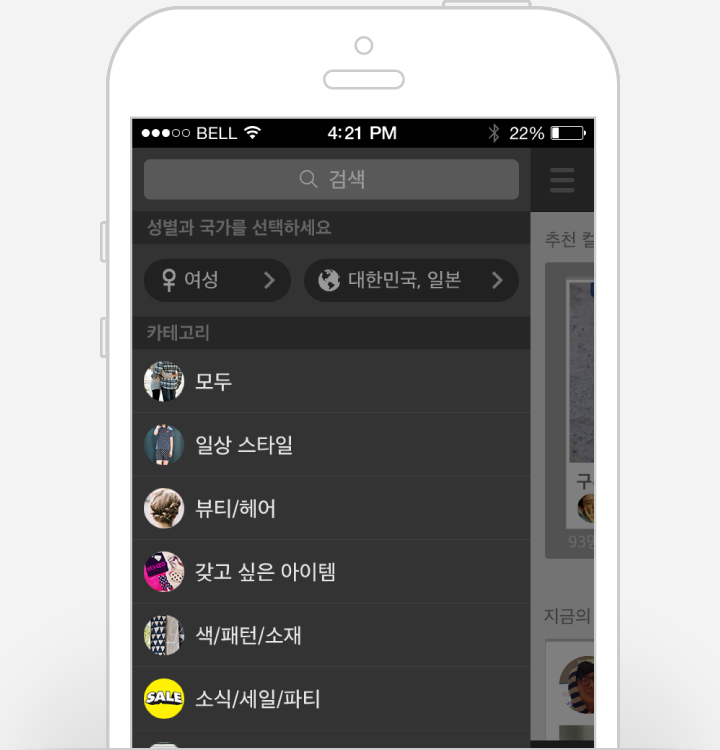 BELL 4:21 PM 22%
검색
성별과 국가를 선택하세요
여성 대한민국, 일본
카테고리
모두
일상 스타일
뷰티/헤어
갖고 싶은 아이템
색/패턴/소재
SALE 소식/세일/파티
추천
지금의